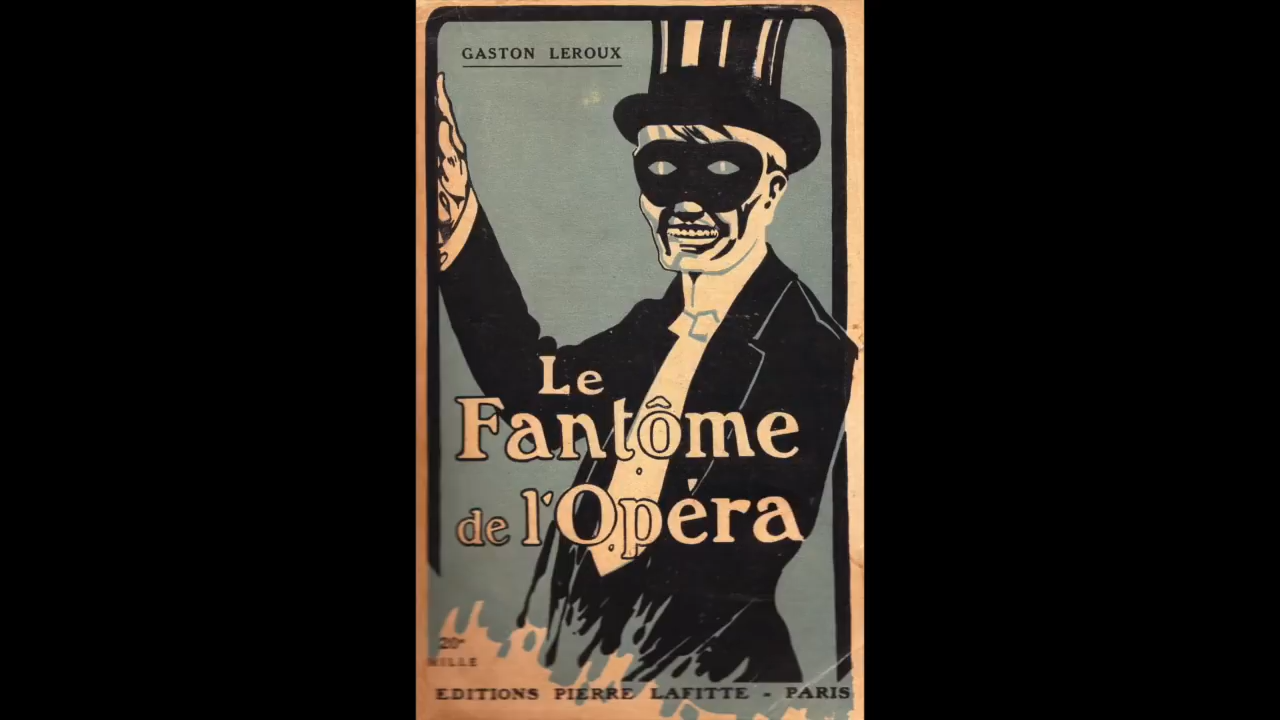 GASTON LEROUX
Le
Fantôme
de l'Opéra
20e
MILLE
EDITIONS PIERRE LAFITTE - PARIS